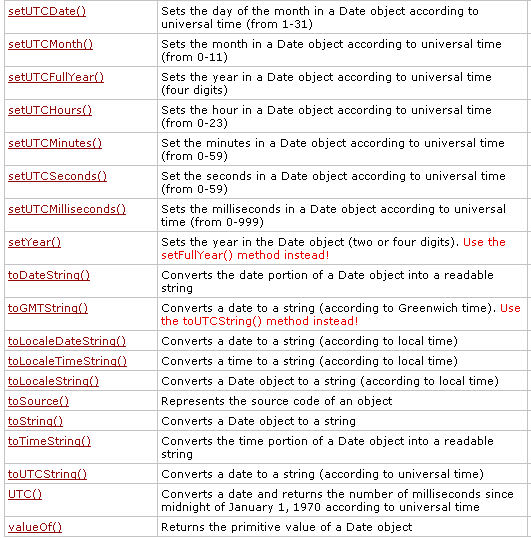 setUTCDate() Sets the day of the month in a Date object according to
universal time (from 1-31)
setUTCMonth() Sets the month in a Date object according to universal time
(from 0-11)
setUTCFullYear() Sets the year in a Date object according to universal time
(four digits)
setUTCHours() Sets the hour in a Date object according to universal time
(from 0-23)
setUTCMinutes() Set the minutes in a Date object according to universal time
(from 0-59)
setUTCSeconds() Set the seconds in a Date object according to universal time
(from 0-59)
setUTCMilliseconds() Sets the milliseconds in a Date object according to universal
time (from 0-999)
setYear() Sets the year in the Date object (two or four digits). Use the
setFullYear() method instead!
toDateString() Converts the date portion of a Date object into a readable
string
toGMTString() Converts a date to a string (according to Greenwich time). Use
the toUTCString() method instead!
toLocaleDateString() Converts a date to a string (according to local time)
toLocaleTimeString() Converts a time to a string (according to local time)
toLocaleString() Converts a Date object to a string (according to local time)
toSource() Represents the source code of an object
toString() Converts a Date object to a string
toTimeString() Converts the time portion of a Date object into a readable
string
toUTCString() Converts a date to a string (according to universal time)
UTC() Converts a date and returns the number of milliseconds since
midnight of January 1, 1970 according to universal time
valueOf() Returns the primitive value of a Date object